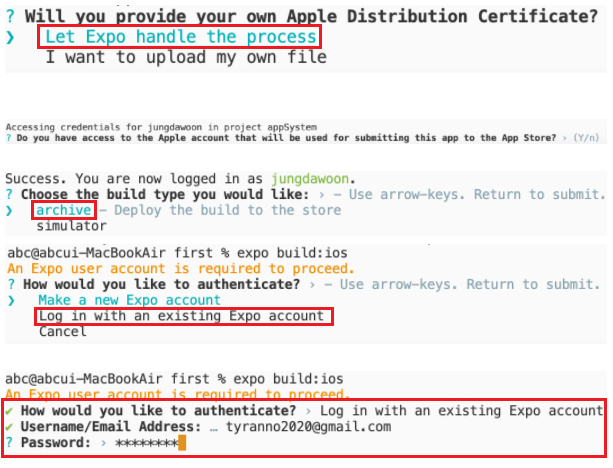 ? Will you provide your own Apple Distribution Certificate?
❯ Let Expo handle the process
I want to upload my own file
Accessing credentials for jungdawoon in project appSystem
? Do you have access to the Apple account that will be used for submitting this app to the App Store? › (Y/n)
Success. You are now logged in as jungdawoon.
? Choose the build type you would like: › - Use arrow-keys. Return to submit.
❯ archive - Deploy the build to the store
simulator
abc@abcui-MacBookAir first % expo build:ios
An Expo user account is required to proceed.
? How would you like to authenticate? › - Use arrow-keys. Return to submit.
❯ Make a new Expo account
Log in with an existing Expo account
Cancel
abc@abcui-MacBookAir first % expo build:ios
An Expo user account is required to proceed.
✔ How would you like to authenticate? › Log in with an existing Expo account
✔ Username/Email Address: … tyranno2020@gmail.com
? Password: › ********